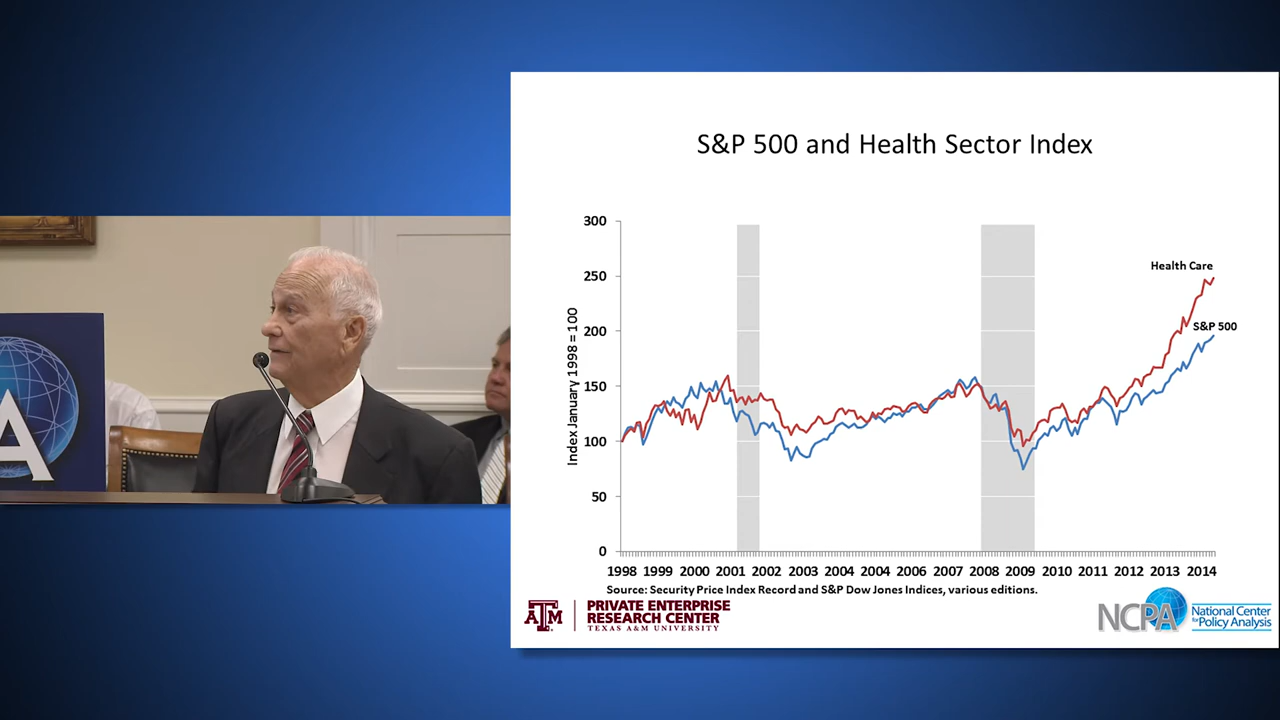 S&P 500 and Health Sector Index
Index January 1998 = 100
300
250
200
150
100
50
0
Health Care
S&P 500
1998 1999 2000 2001 2002 2003 2004 2004 2006 2007 2008 2009 2010 2011 2012 2013 2014
Source: Security Price Index Record and S&P Dow Jones Indices, various editions.
ATM
PRIVATE ENTERPRISE
RESEARCH CENTER
TEXAS A&M UNIVERSITY
NCPA
National Center
for Policy Analysis
A